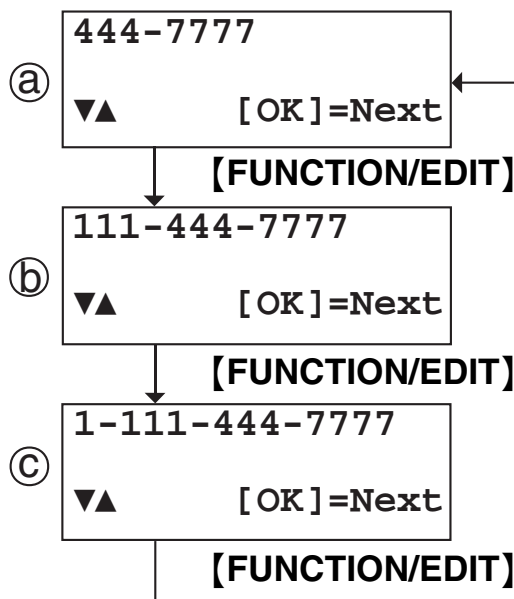 444-7777
ⓐ
▼▲ [OK]=Next
【FUNCTION/EDIT】
111-444-7777
ⓑ
▼▲ [OK]=Next
【FUNCTION/EDIT】
1-111-444-7777
ⓒ
▼▲ [OK]=Next
【FUNCTION/EDIT】